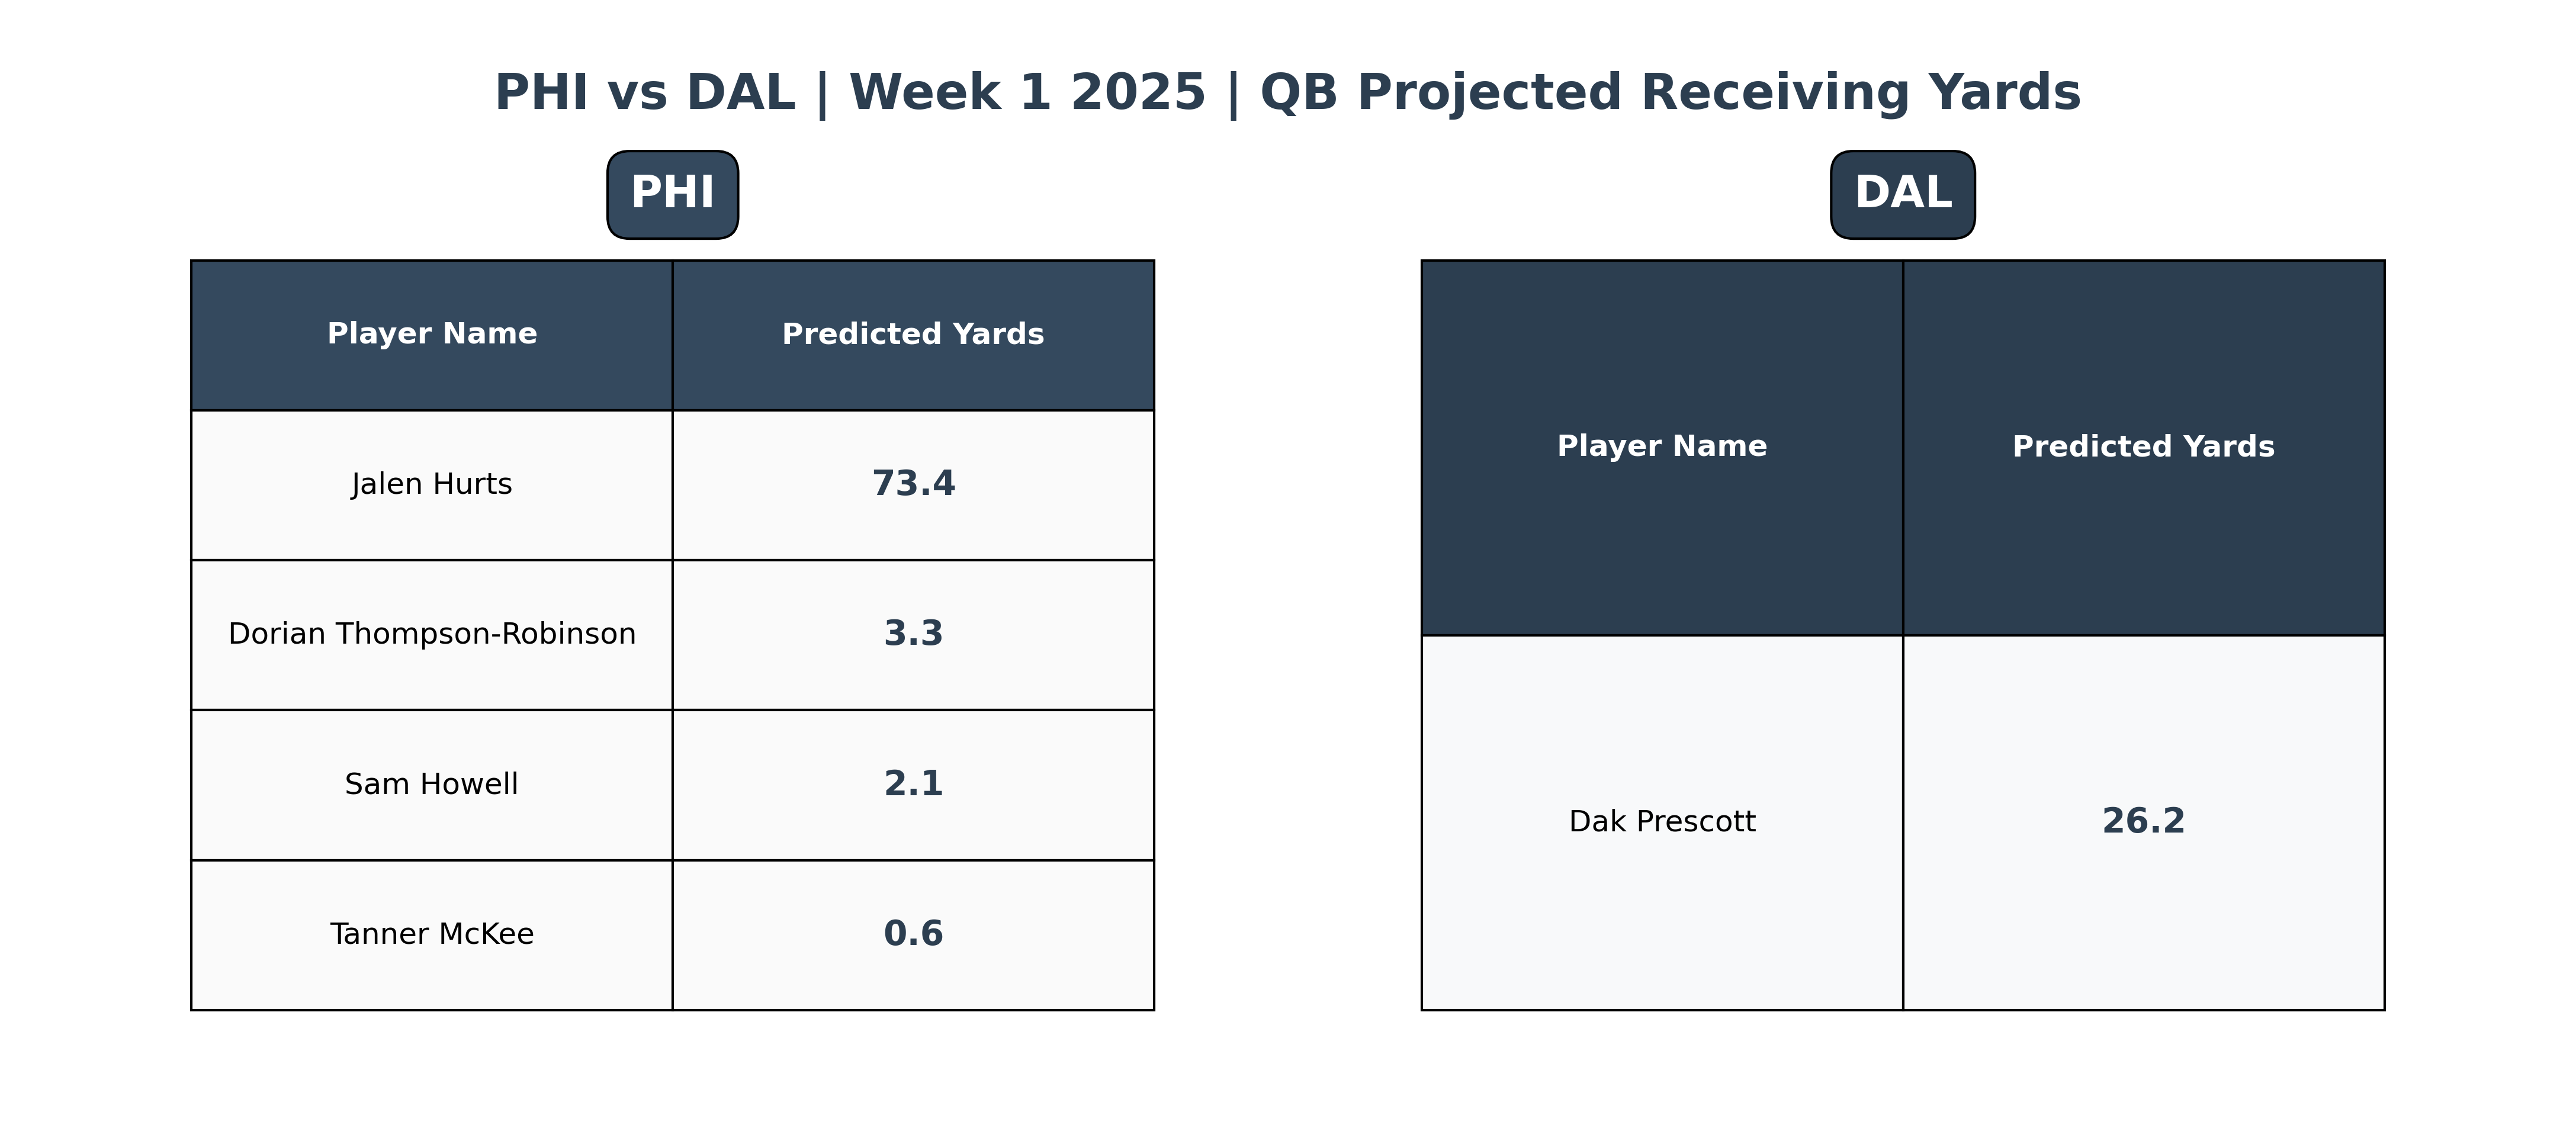 PHI vs DAL | Week 1 2025 | QB Projected Receiving Yards
PHI
Player Name Predicted Yards
Jalen Hurts 73.4
Dorian Thompson-Robinson 3.3
Sam Howell 2.1
Tanner McKee 0.6
DAL
Player Name Predicted Yards
Dak Prescott 26.2